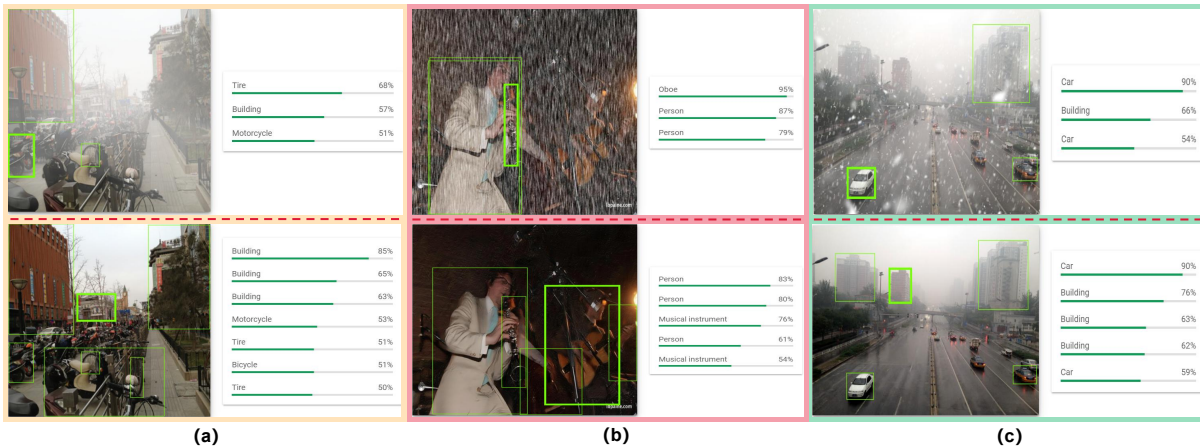 Tire 68%
Building 57%
Motorcycle 51%
Oboe 95%
Person 87%
Person 79%
Car 90%
Building 66%
Car 54%
Building 85%
Building 65%
Building 63%
Motorcycle 53%
Tire 51%
Bicycle 51%
Tire 50%
Person 83%
Person 80%
Musical instrument 76%
Person 61%
Musical instrument 54%
Car 90%
Building 76%
Building 63%
Building 62%
Car 59%
(a)
(b)
(c)